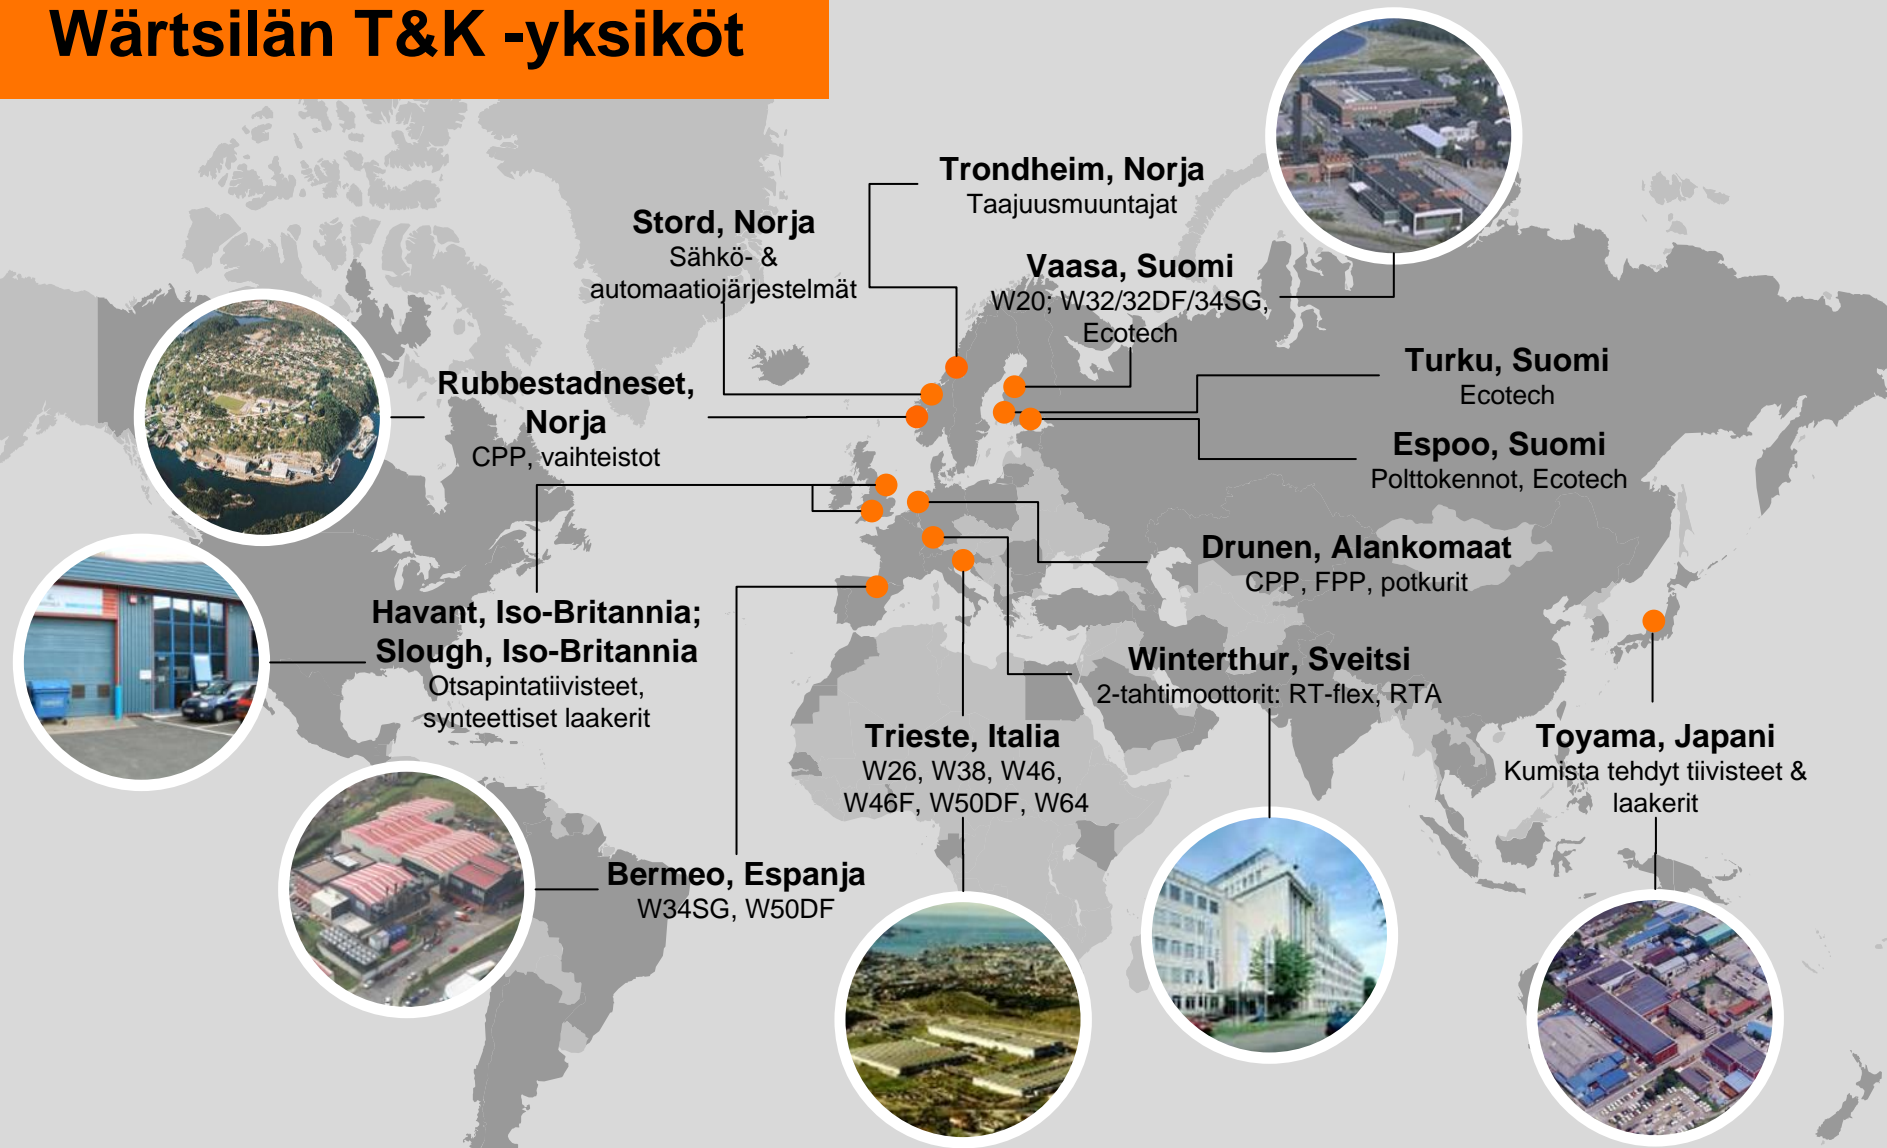 Wärtsilän T&K -yksiköt
Trondheim, Norja
Taajuusmuuntajat
Stord, Norja
Sähkö- &
automaatiojärjestelmät
Vaasa, Suomi
W20; W32/32DF/34SG,
Ecotech
Rubbestadneset,
Norja
CPP, vaihteistot
Turku, Suomi
Ecotech
Espoo, Suomi
Polttokennot, Ecotech
Drunen, Alankomaat
CPP, FPP, potkurit
Havant, Iso-Britannia;
Slough, Iso-Britannia
Otsapintatiivisteet,
synteettiset laakerit
Winterthur, Sveitsi
2-tahtimoottorit: RT-flex, RTA
Trieste, Italia
W26, W38, W46,
W46F, W50DF, W64
Toyama, Japani
Kumista tehdyt tiivisteet &
laakerit
Bermeo, Espanja
W34SG, W50DF